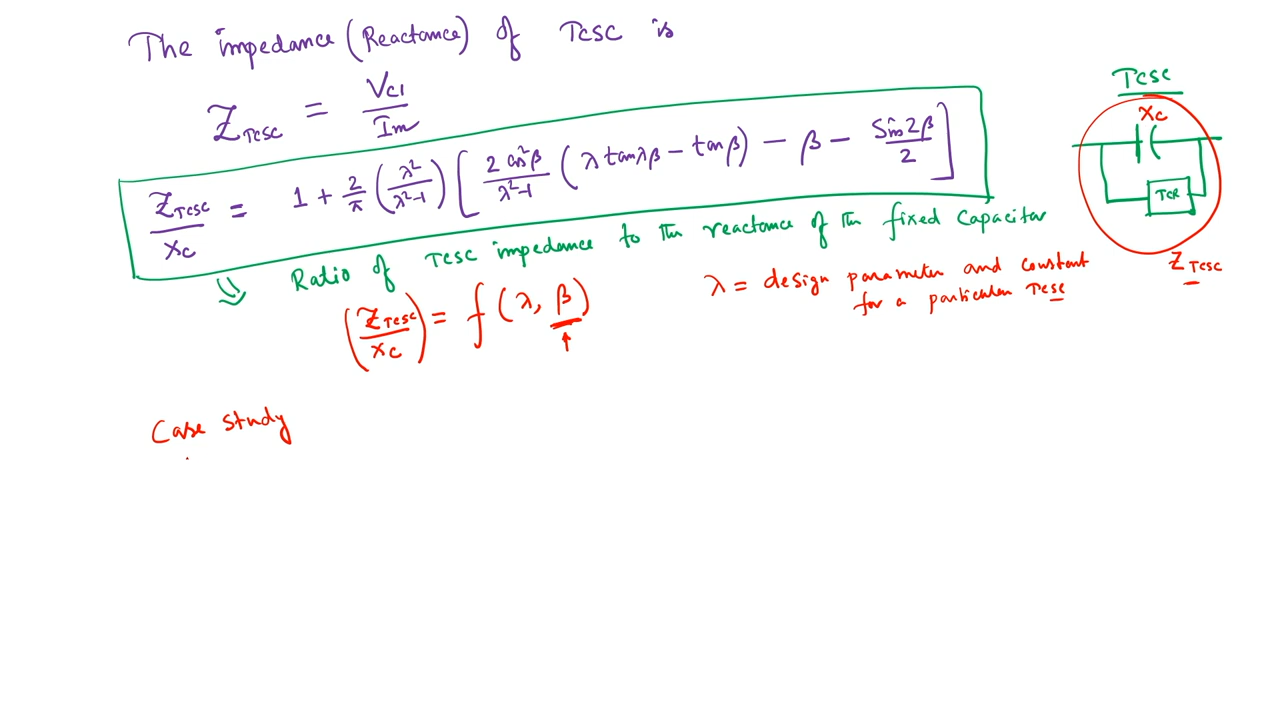 The impedance (Reactance) of TCSC is
Z_TCSC = V_C1 / I_m
Z_TCSC / X_C = 1 + 2/π (λ²/λ²-1) [ 2 cos²β / λ²-1 ( λ tanλβ - tanβ) - β - Sin2β / 2 ]
Ratio of TCSC impedance to the reactance of the fixed Capacitor
(Z_TCSC / X_C) = f (λ, β)
λ = design parameter and constant
for a particular TCSC
TCSC
X_C
TCR
Z_TCSC
Case study